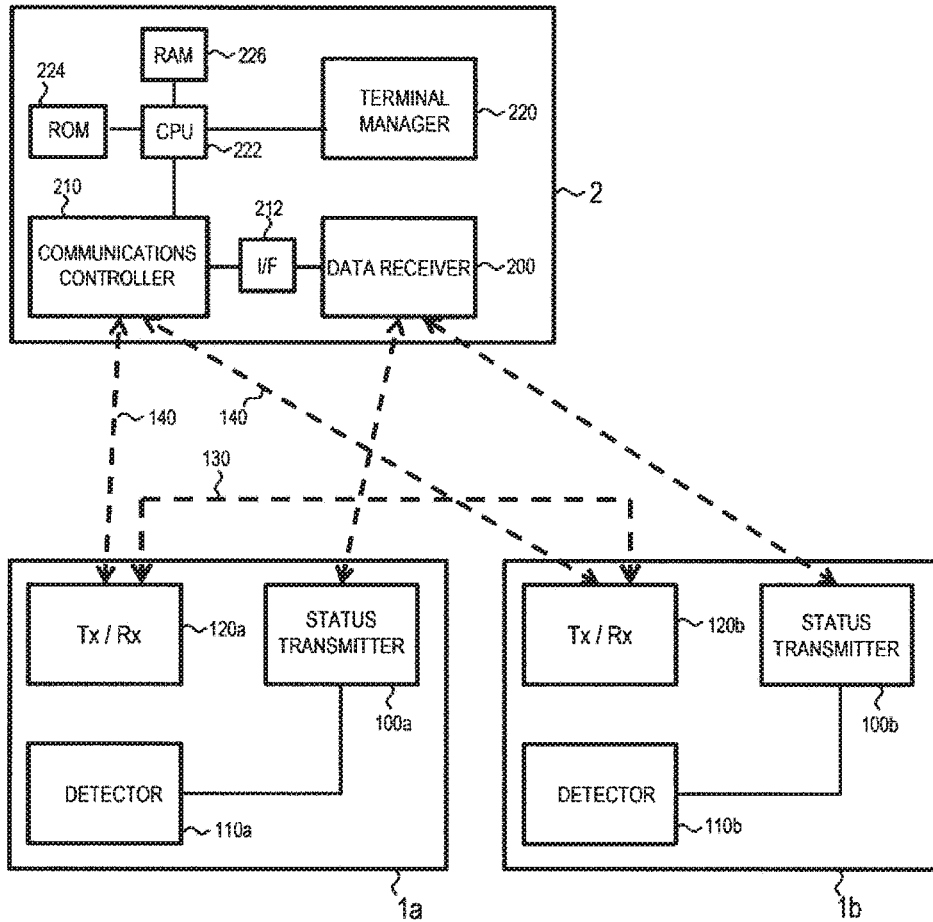 RAM
226
224
ROM
CPU
222
TERMINAL
MANAGER
220
210
COMMUNICATIONS
CONTROLLER
212
I/F
DATA RECEIVER
200
2
140
140
130
Tx / Rx
120a
STATUS
TRANSMITTER
100a
DETECTOR
110a
1a
Tx / Rx
120b
STATUS
TRANSMITTER
100b
DETECTOR
110b
1b